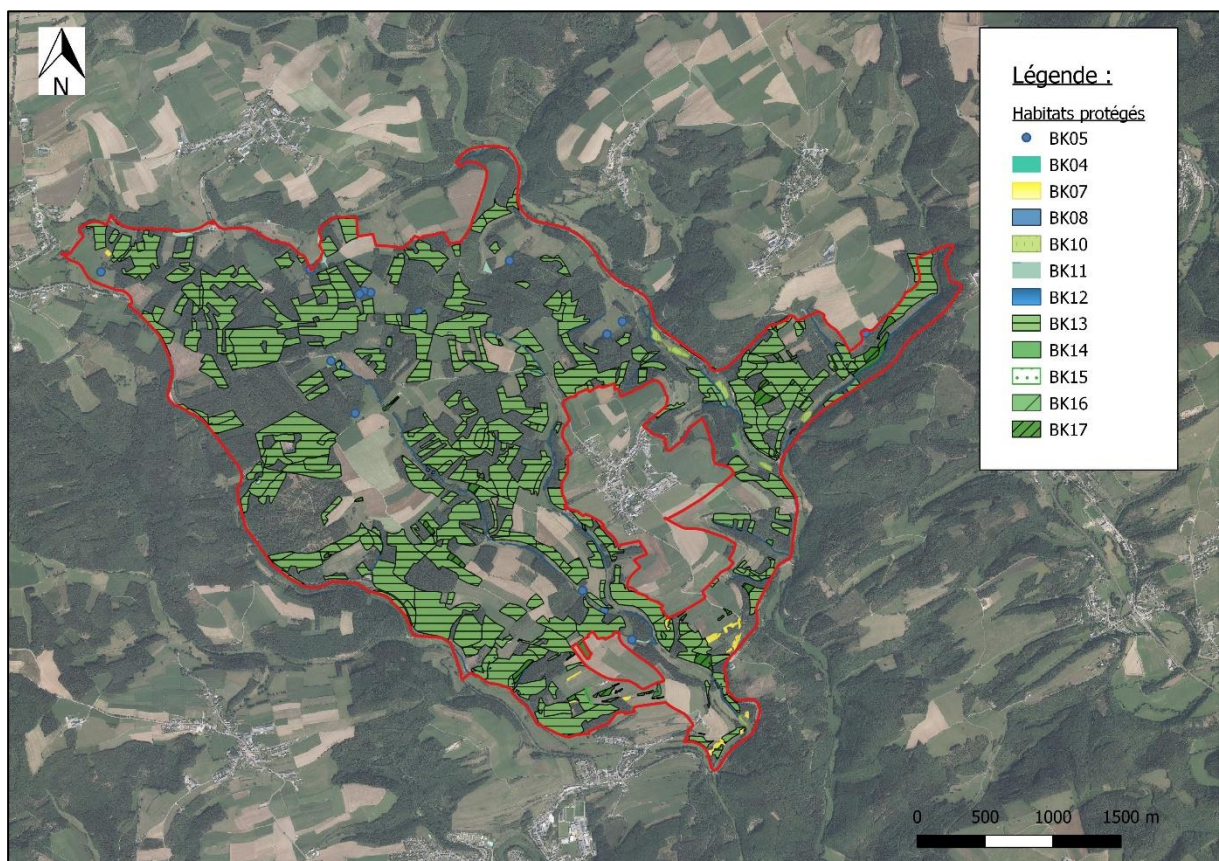 N
Légende :
Habitats protégés
BK05
BK04
BK07
BK08
BK10
BK11
BK12
BK13
BK14
BK15
BK16
BK17
0 500 1000 1500 m